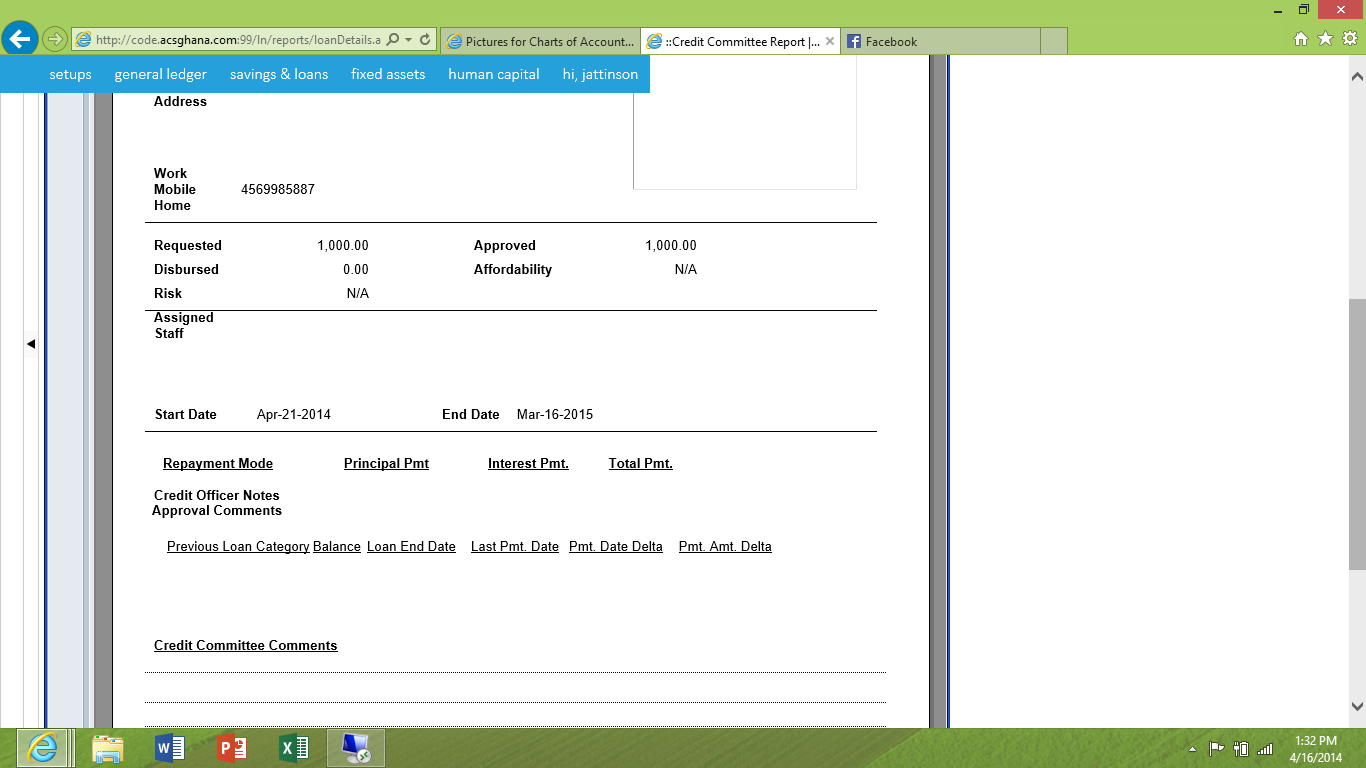 http://code.acsghana.com:99/ln/reports/loanDetails.a
Pictures for Charts of Account...
::Credit Committee Report |...
Facebook
setups general ledger savings & loans fixed assets human capital hi, jattinson
Address
Work
Mobile 4569985887
Home
Requested 1,000.00 Approved 1,000.00
Disbursed 0.00 Affordability N/A
Risk N/A
Assigned
Staff
Start Date Apr-21-2014 End Date Mar-16-2015
Repayment Mode Principal Pmt Interest Pmt. Total Pmt.
Credit Officer Notes
Approval Comments
Previous Loan Category Balance Loan End Date Last Pmt. Date Pmt. Date Delta Pmt. Amt. Delta
Credit Committee Comments
1:32 PM
4/16/2014